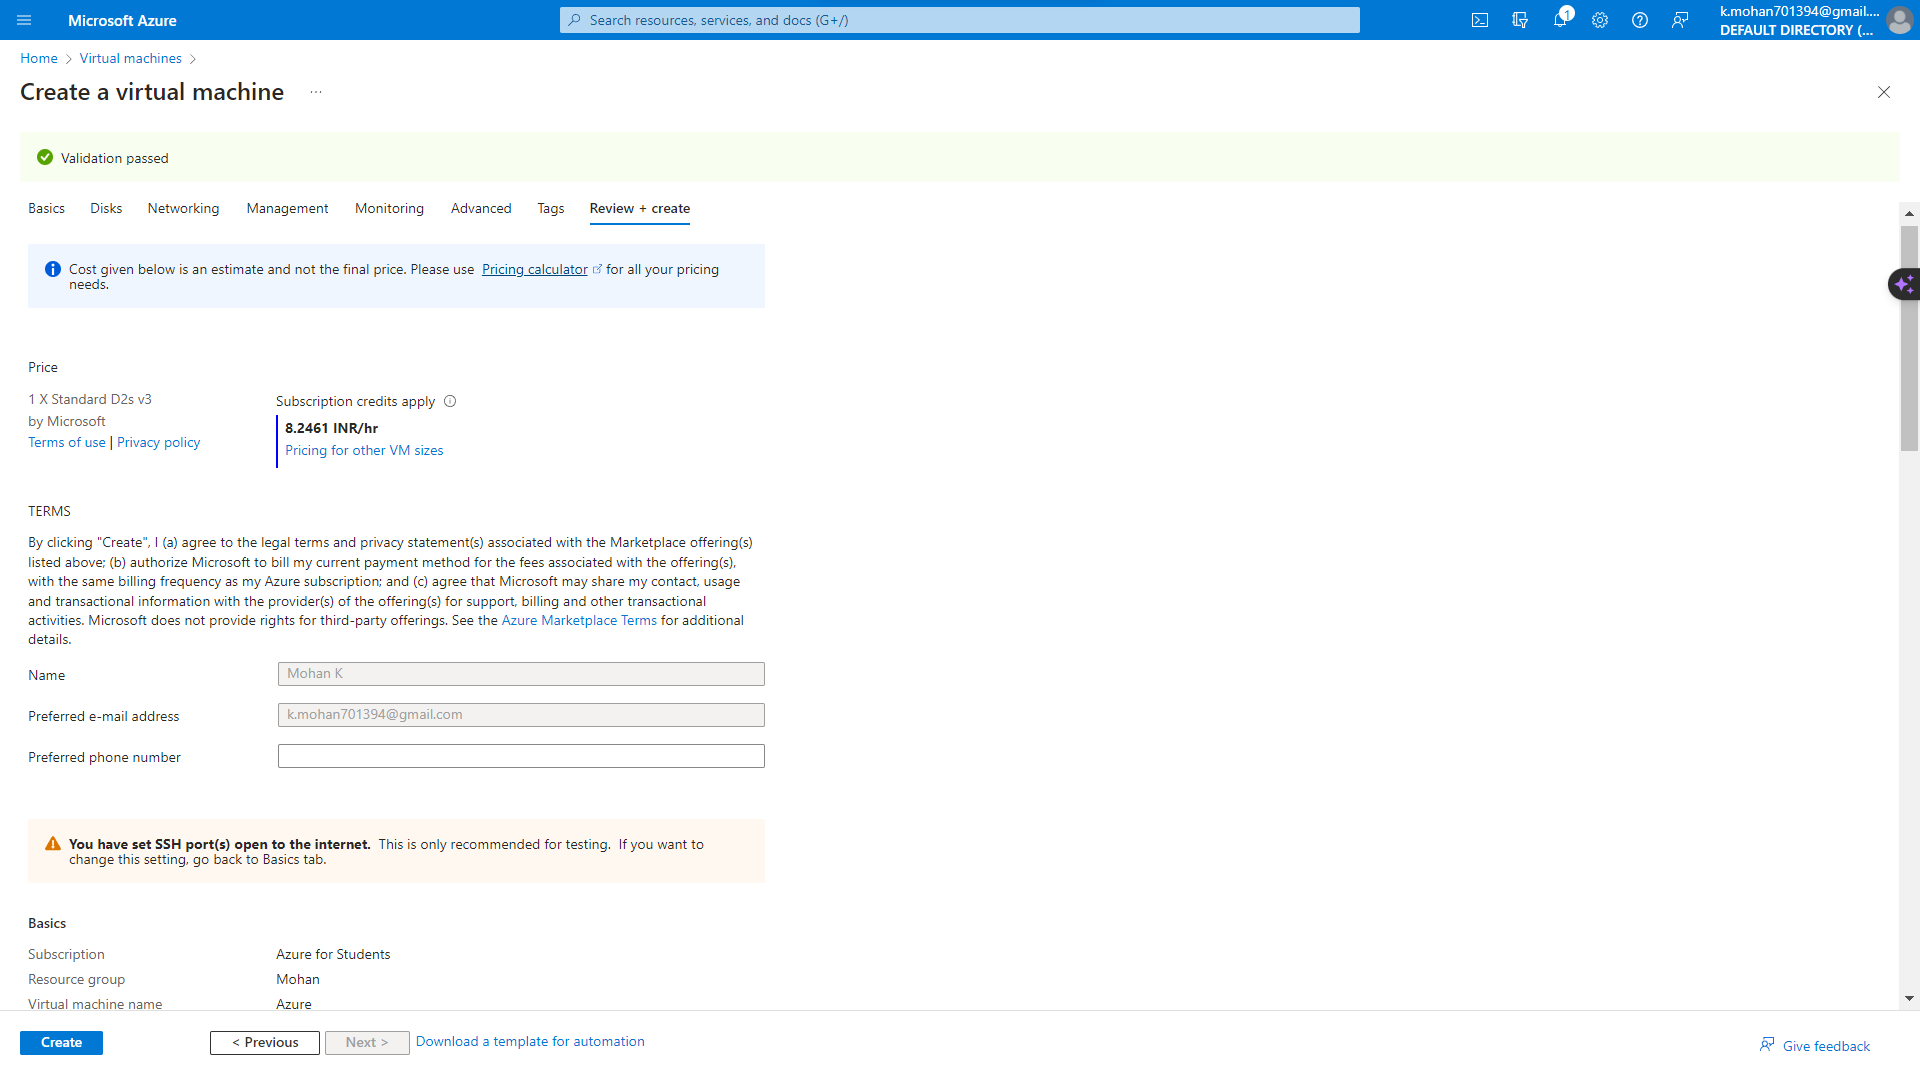 Microsoft Azure
Search resources, services, and docs (G+/)
1
k.mohan701394@gmail....
DEFAULT DIRECTORY (...
Home
Virtual machines
Create a virtual machine
...
Validation passed
Basics
Disks
Networking
Management
Monitoring
Advanced
Tags
Review + create
Cost given below is an estimate and not the final price. Please use Pricing calculator for all your pricing
needs.
Price
1 X Standard D2s v3
by Microsoft
Terms of use | Privacy policy
Subscription credits apply
8.2461 INR/hr
Pricing for other VM sizes
TERMS
By clicking "Create", I (a) agree to the legal terms and privacy statement(s) associated with the Marketplace offering(s)
listed above; (b) authorize Microsoft to bill my current payment method for the fees associated with the offering(s),
with the same billing frequency as my Azure subscription; and (c) agree that Microsoft may share my contact, usage
and transactional information with the provider(s) of the offering(s) for support, billing and other transactional
activities. Microsoft does not provide rights for third-party offerings. See the Azure Marketplace Terms for additional
details.
Name
Mohan K
Preferred e-mail address
k.mohan701394@gmail.com
Preferred phone number
You have set SSH port(s) open to the internet. This is only recommended for testing. If you want to
change this setting, go back to Basics tab.
Basics
Subscription
Azure for Students
Resource group
Mohan
Virtual machine name
Azure
Create
< Previous
Next >
Download a template for automation
Give feedback